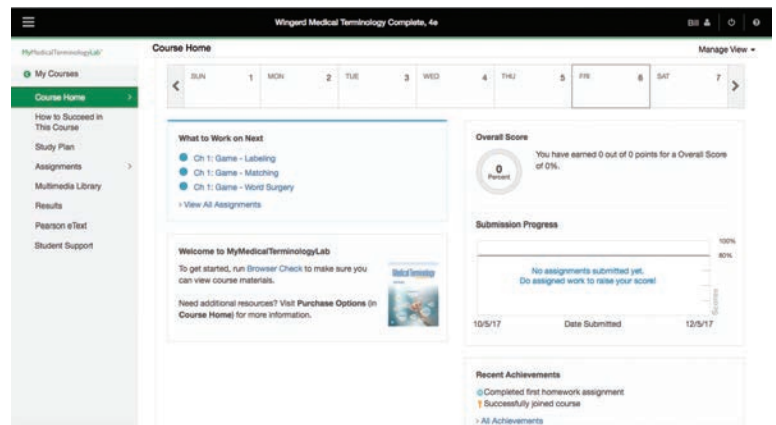 Wingerd Medical Terminology Complete, 4e
Bill
MyMedicalTerminologyLab®
Course Home
Manage View
My Courses
Course Home
How to Succeed in
This Course
Study Plan
Assignments
Multimedia Library
Results
Pearson eText
Student Support
SUN 1 MON 2 TUE 3 WED 4 THU 5 FRI 6 SAT 7
What to Work on Next
Ch 1: Game - Labeling
Ch 1: Game - Matching
Ch 1: Game - Word Surgery
View All Assignments
Welcome to MyMedicalTerminologyLab
To get started, run Browser Check to make sure you
can view course materials.
Need additional resources? Visit Purchase Options (in
Course Home) for more information.
Medical Terminology
Overall Score
0
Percent
You have earned 0 out of 0 points for a Overall Score
of 0%.
Submission Progress
100%
80%
No assignments submitted yet.
Do assigned work to raise your score!
Scores
10/5/17 Date Submitted 12/5/17
Recent Achievements
Completed first homework assignment
Successfully joined course
All Achievements